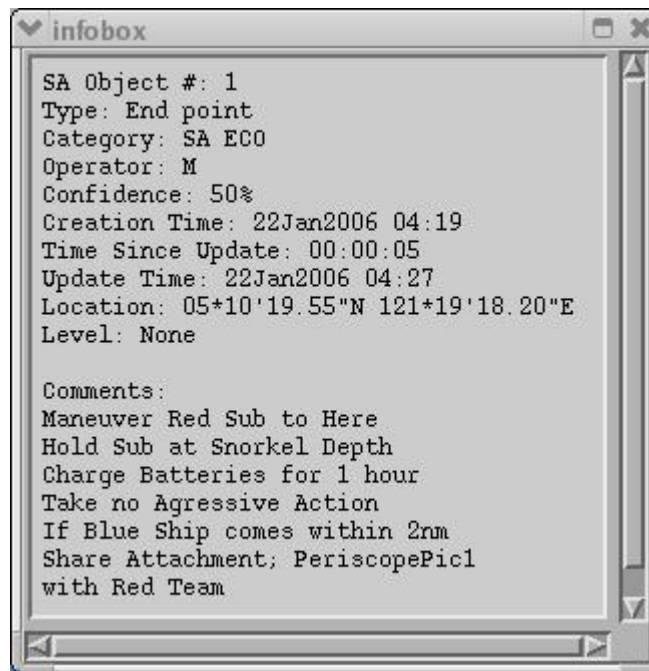 infobox
SA Object #: 1
Type: End point
Category: SA ECO
Operator: M
Confidence: 50%
Creation Time: 22Jan2006 04:19
Time Since Update: 00:00:05
Update Time: 22Jan2006 04:27
Location: 05*10'19.55"N 121*19'18.20"E
Level: None
Comments:
Maneuver Red Sub to Here
Hold Sub at Snorkel Depth
Charge Batteries for 1 hour
Take no Agressive Action
If Blue Ship comes within 2nm
Share Attachment; PeriscopePic1
with Red Team